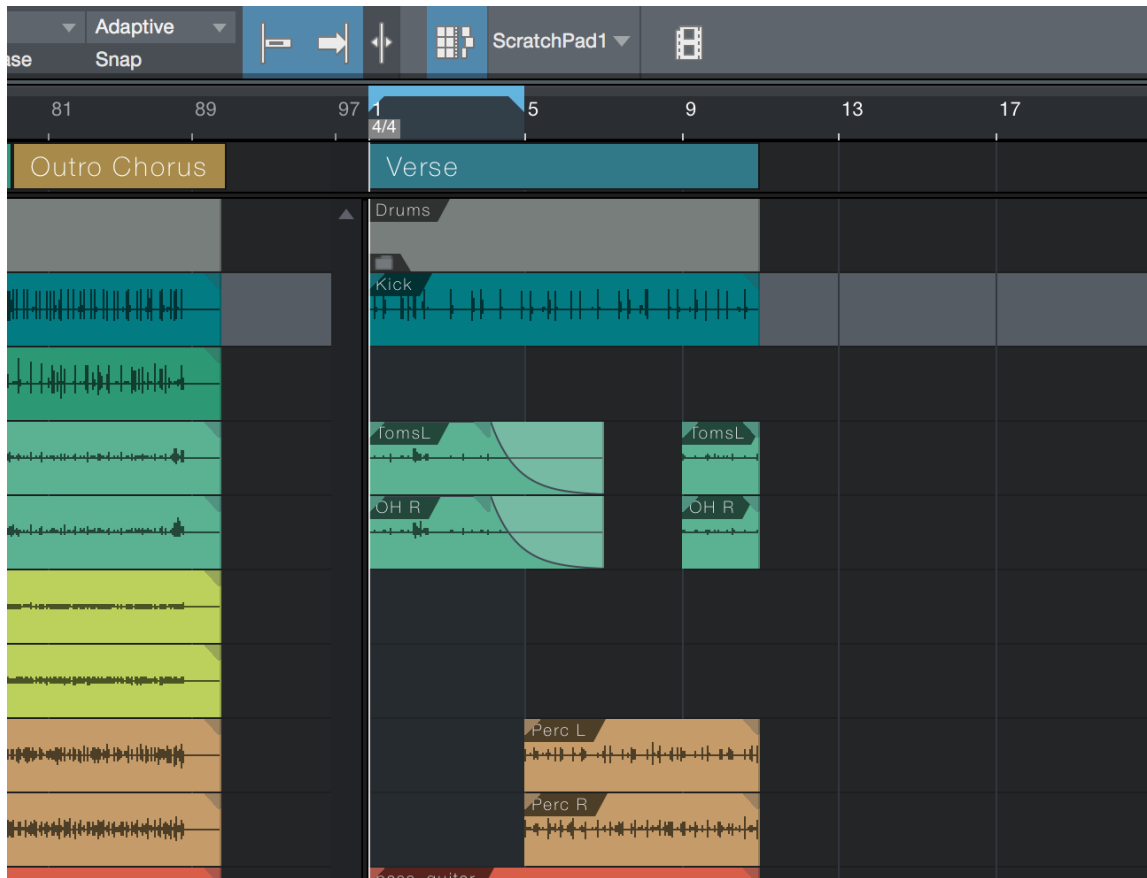 Adaptive
ase
Snap
ScratchPad1
81 89 97 1 5 9 13 17
4/4
Outro Chorus
Verse
Drums
Kick
TomsL TomsL
OH R OH R
Perc L
Perc R